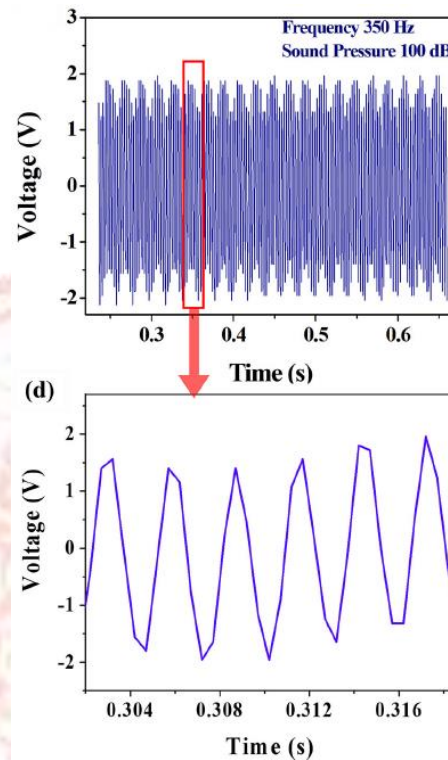 Frequency 350 Hz
Sound Pressure 100 dB
3
2
1
0
-1
-2
Voltage (V)
0.3 0.4 0.5 0.6
Time (s)
(d)
2
1
0
-1
-2
Voltage (V)
0.304 0.308 0.312 0.316
Time (s)